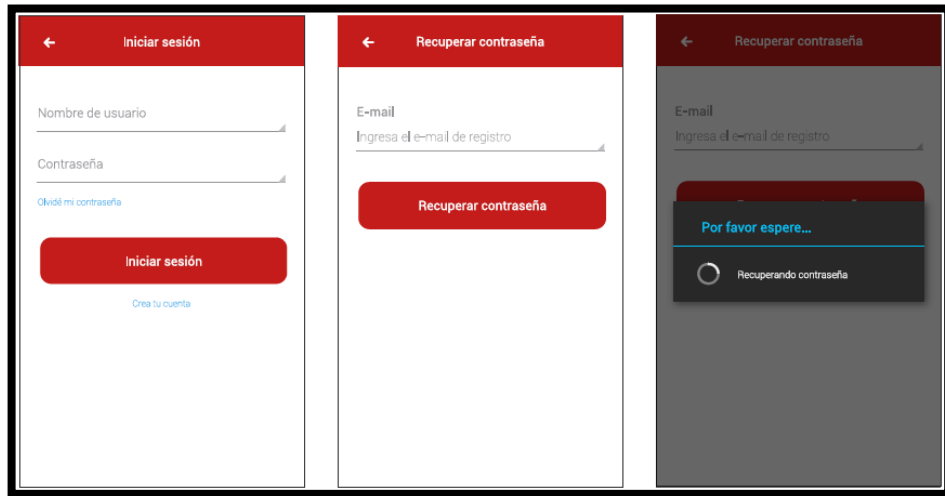 Iniciar sesión
Nombre de usuario
Contraseña
Olvidé mi contraseña
Iniciar sesión
Crea tu cuenta
Recuperar contraseña
E-mail
Ingresa el e-mail de registro
Recuperar contraseña
Recuperar contraseña
E-mail
Ingresa el e-mail de registro
Por favor espere...
Recuperando contraseña